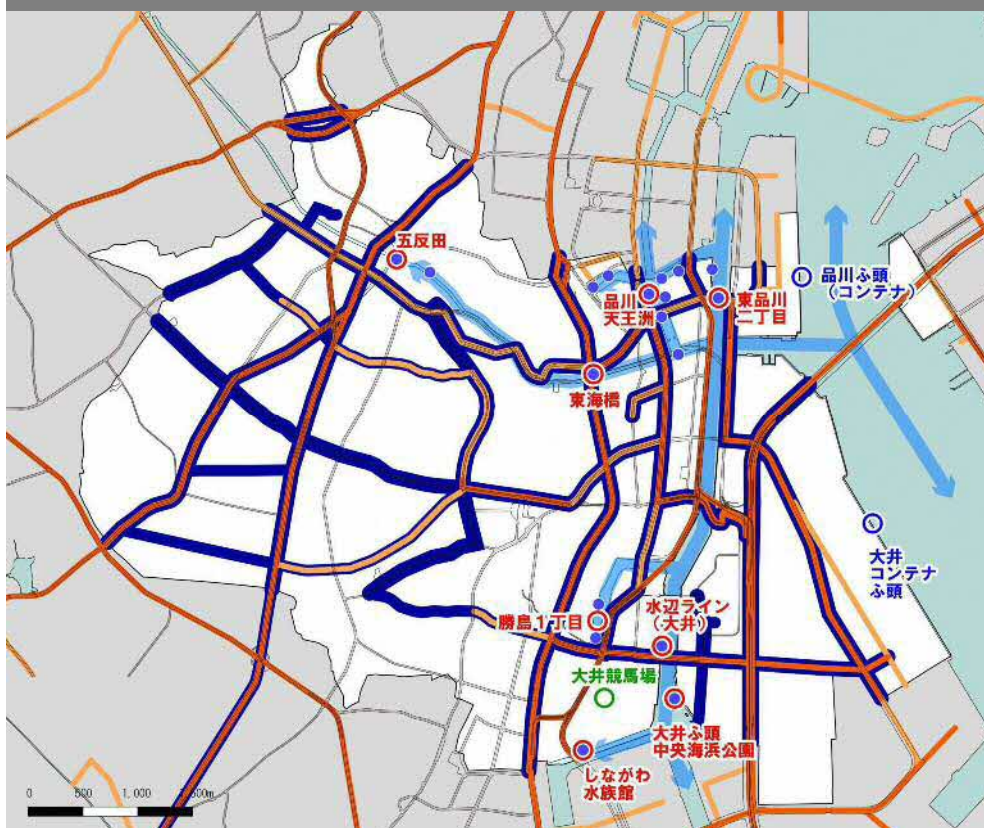 五反田
品川
天王洲
東品川
二丁目
品川ふ頭
（コンテナ）
東海橋
大井
コンテナ
ふ頭
勝島1丁目
水辺ライン
（大井）
大井競馬場
大井ふ頭
中央海浜公園
しながわ
水族館
0 500 1,000